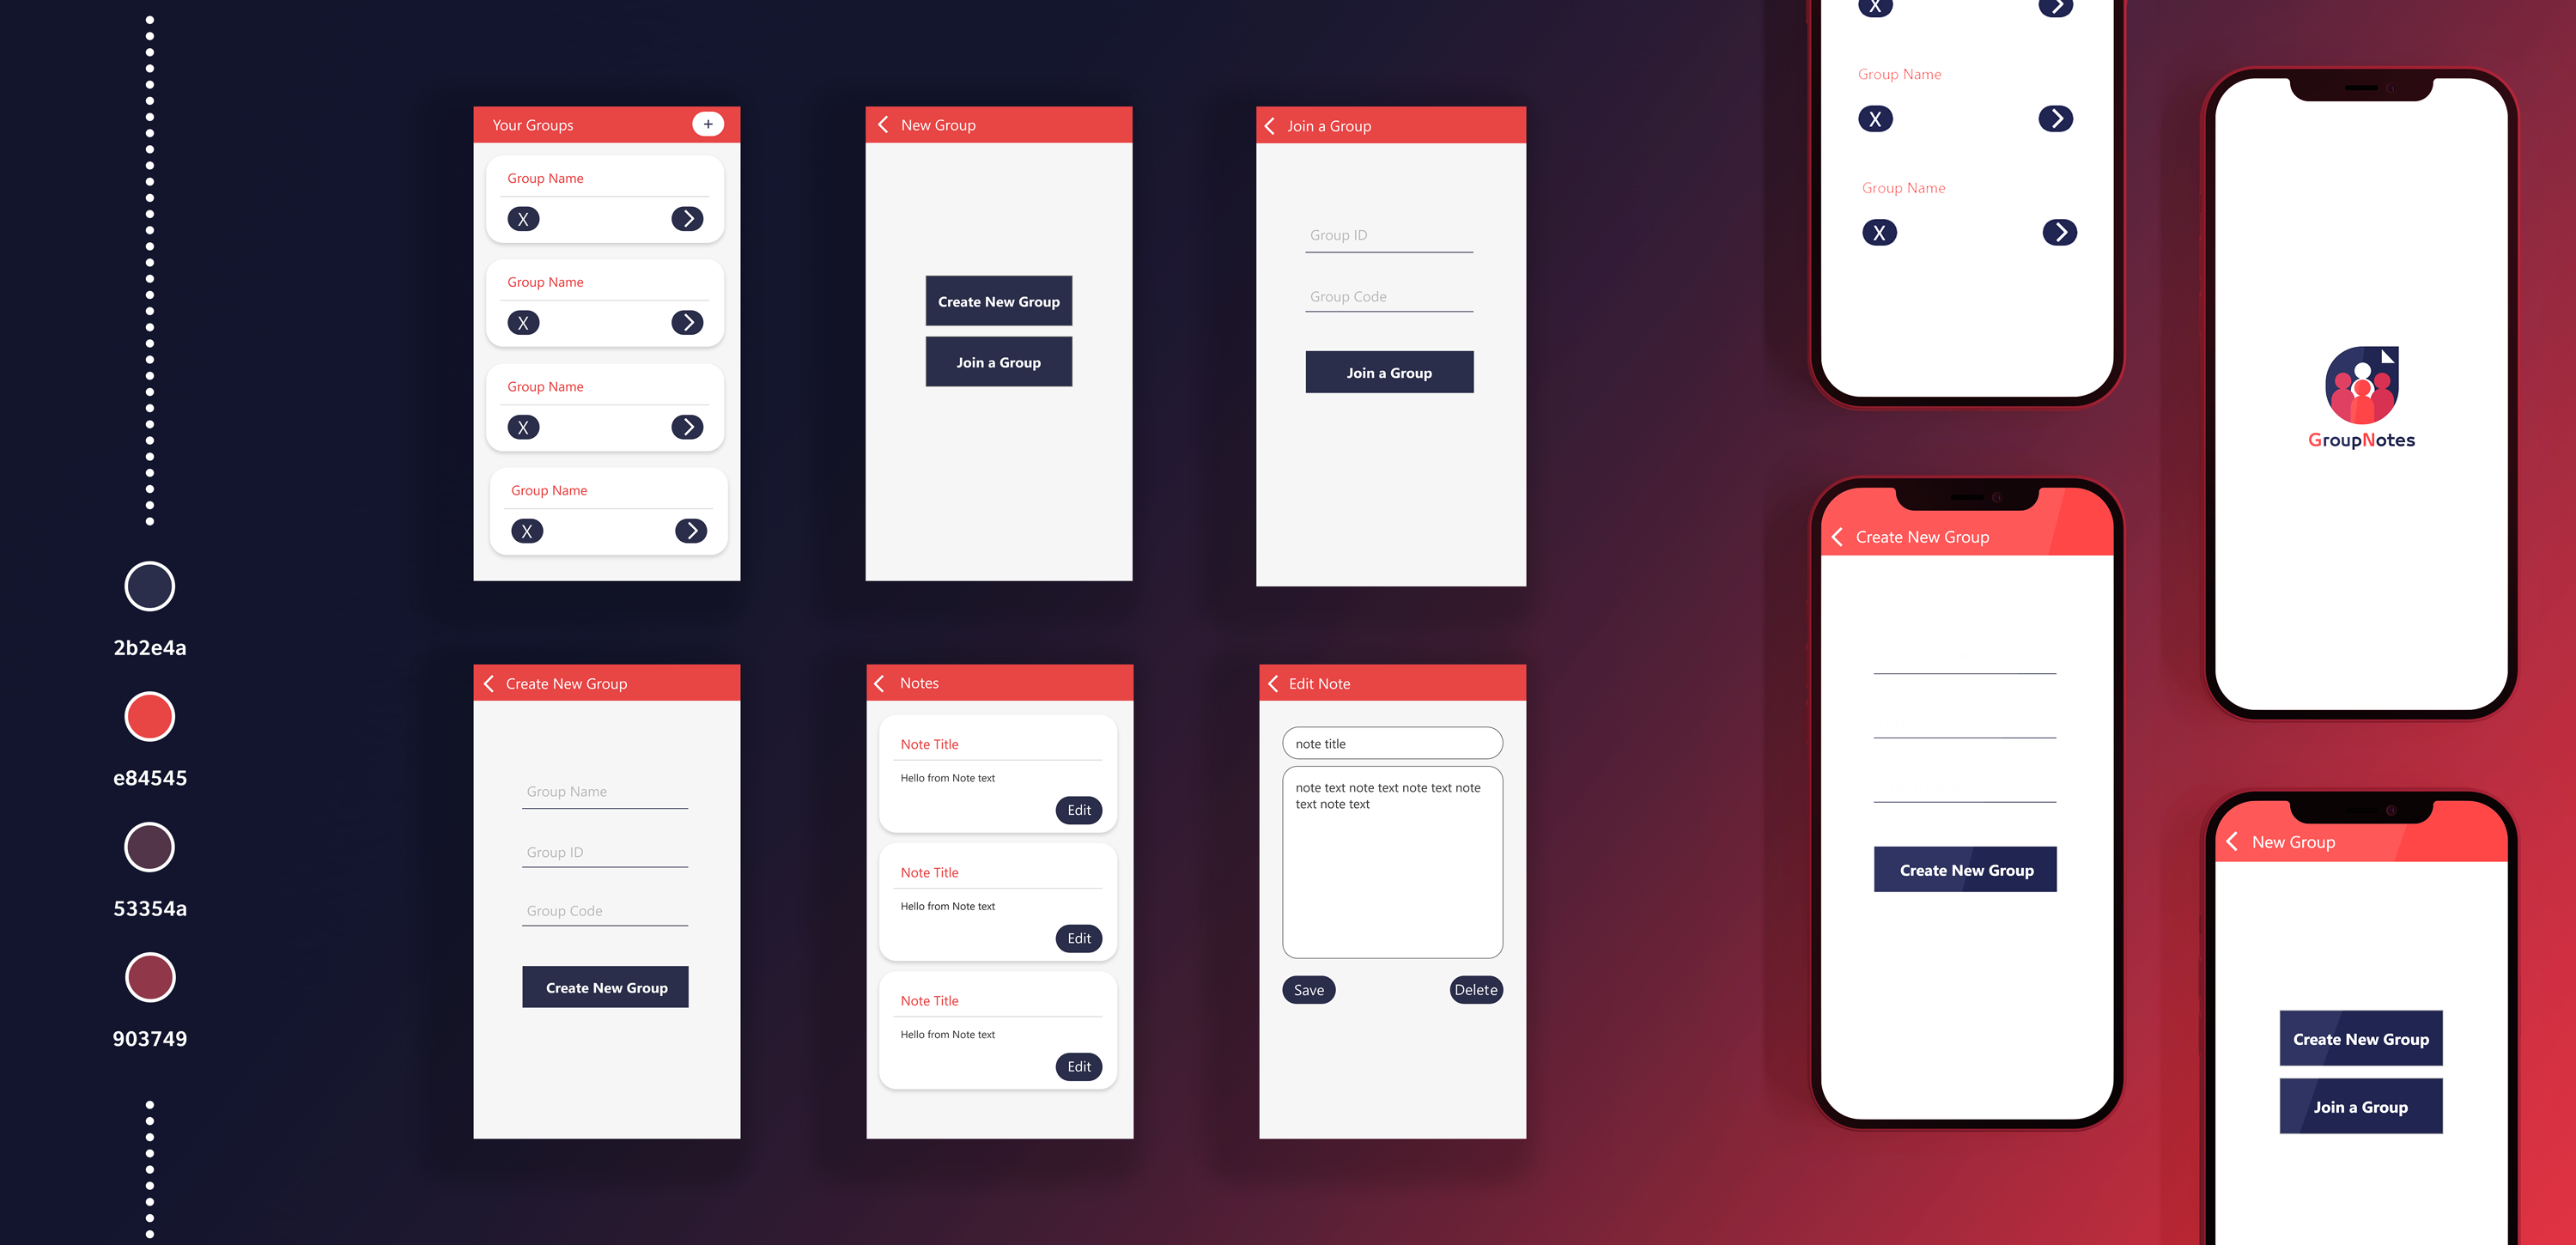 2b2e4a
e84545
53354a
903749
Your Groups
+
Group Name
X
Group Name
X
Group Name
X
Group Name
X
New Group
Create New Group
Join a Group
Join a Group
Group ID
Group Code
Join a Group
Create New Group
Group Name
Group ID
Group Code
Create New Group
Notes
Note Title
Hello from Note text
Edit
Note Title
Hello from Note text
Edit
Note Title
Hello from Note text
Edit
Edit Note
note title
note text note text note text note
text note text
Save
Delete
X
Group Name
X
Group Name
X
Create New Group
Create New Group
GroupNotes
New Group
Create New Group
Join a Group